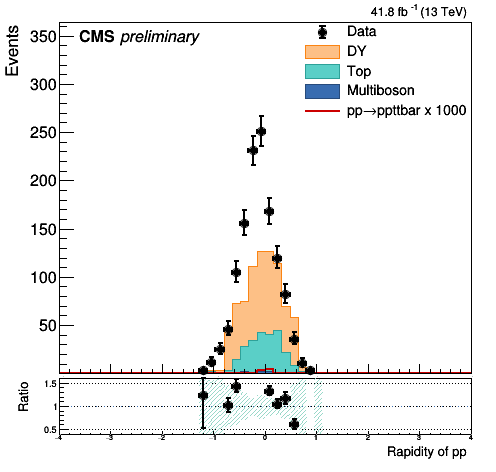 41.8 fb⁻¹ (13 TeV)
CMS preliminary
Data
DY
Top
Multiboson
pp→ppttbar x 1000
Events
350
300
250
200
150
100
50
Ratio
1.5
1
0.5
-4 -3 -2 -1 0 1 2 3 4
Rapidity of pp